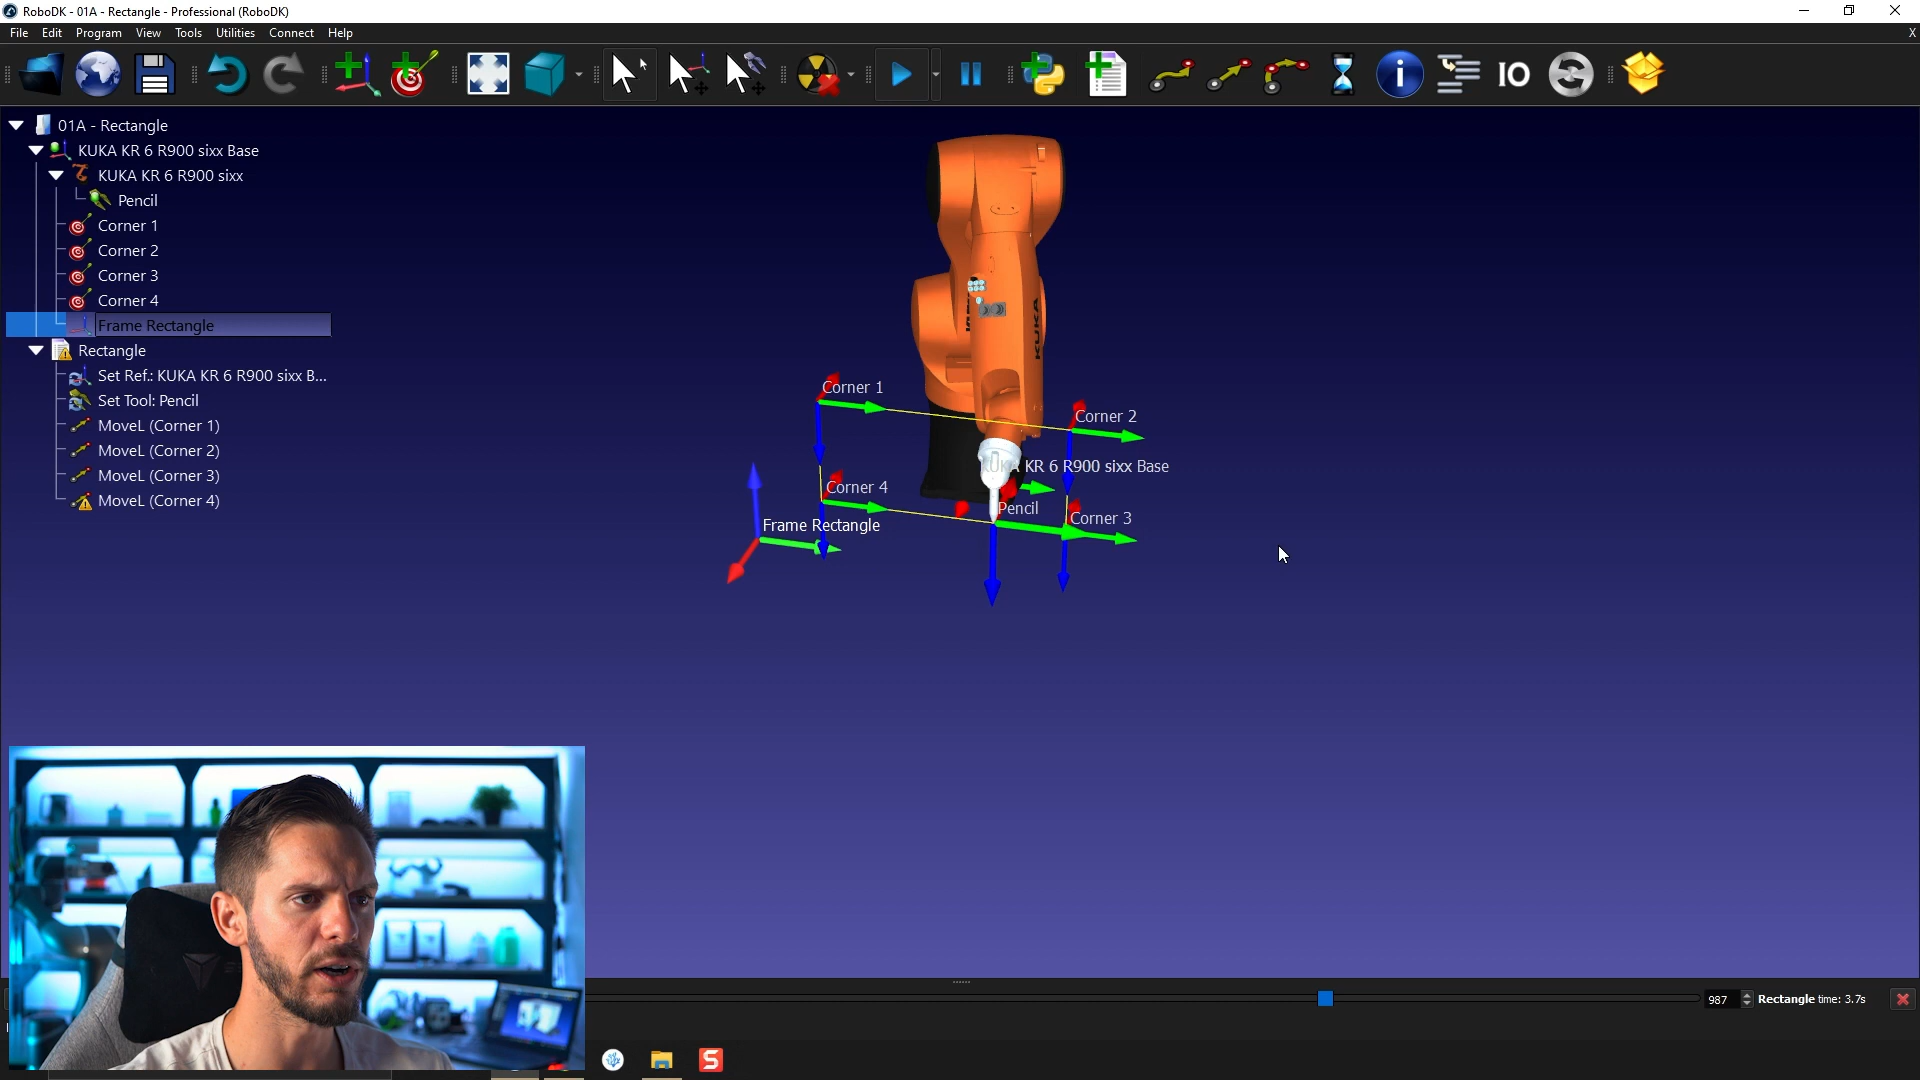 RoboDK - 01A - Rectangle - Professional (RoboDK)
File Edit Program View Tools Utilities Connect Help X
IO
01A - Rectangle
KUKA KR 6 R900 sixx Base
KUKA KR 6 R900 sixx
Pencil
Corner 1
Corner 2
Corner 3
Corner 4
Frame Rectangle
Rectangle
Set Ref.: KUKA KR 6 R900 sixx B...
Set Tool: Pencil
MoveL (Corner 1)
MoveL (Corner 2)
MoveL (Corner 3)
MoveL (Corner 4)
KUKA
Corner 1
Corner 2
KUKA KR 6 R900 sixx Base
Corner 4
Pencil
Corner 3
Frame Rectangle
987 Rectangle time: 3.7s
S